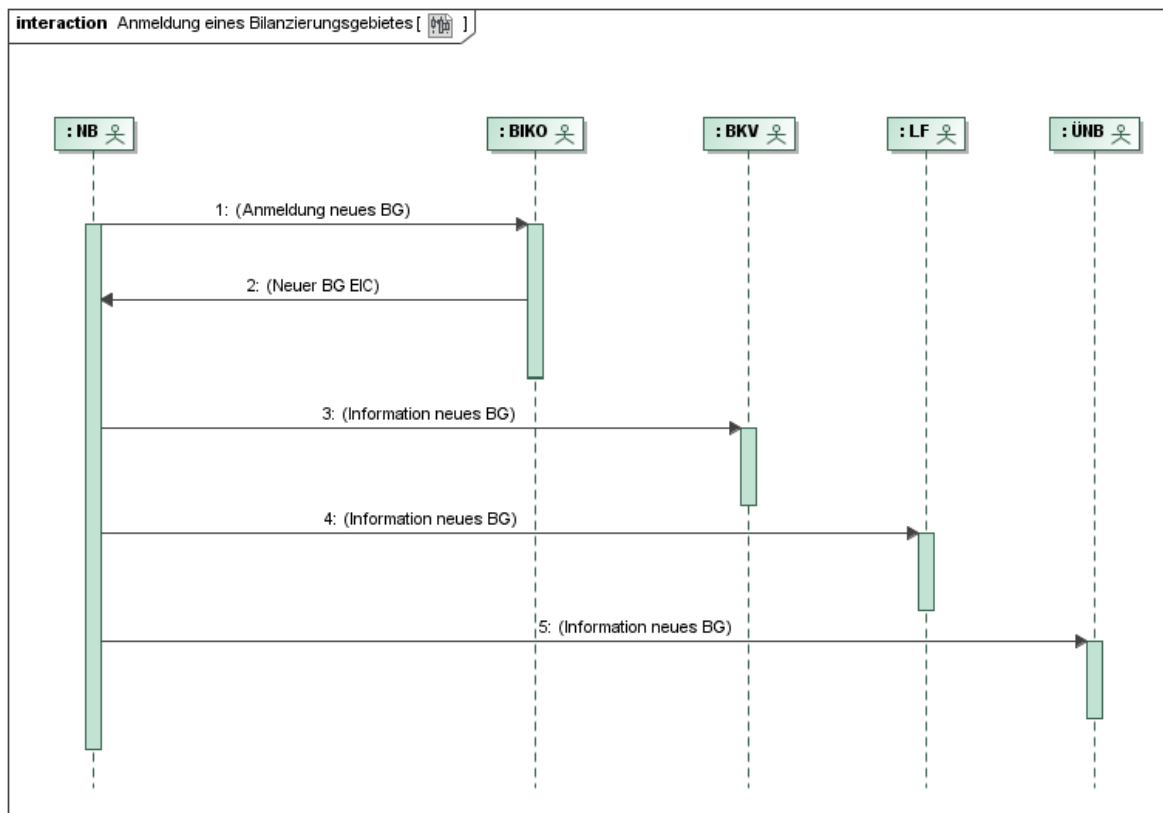 interaction Anmeldung eines Bilanzierungsgebietes [ ]
: NB
: BIKO
: BKV
: LF
: ÜNB
1: (Anmeldung neues BG)
2: (Neuer BG EIC)
3: (Information neues BG)
4: (Information neues BG)
5: (Information neues BG)